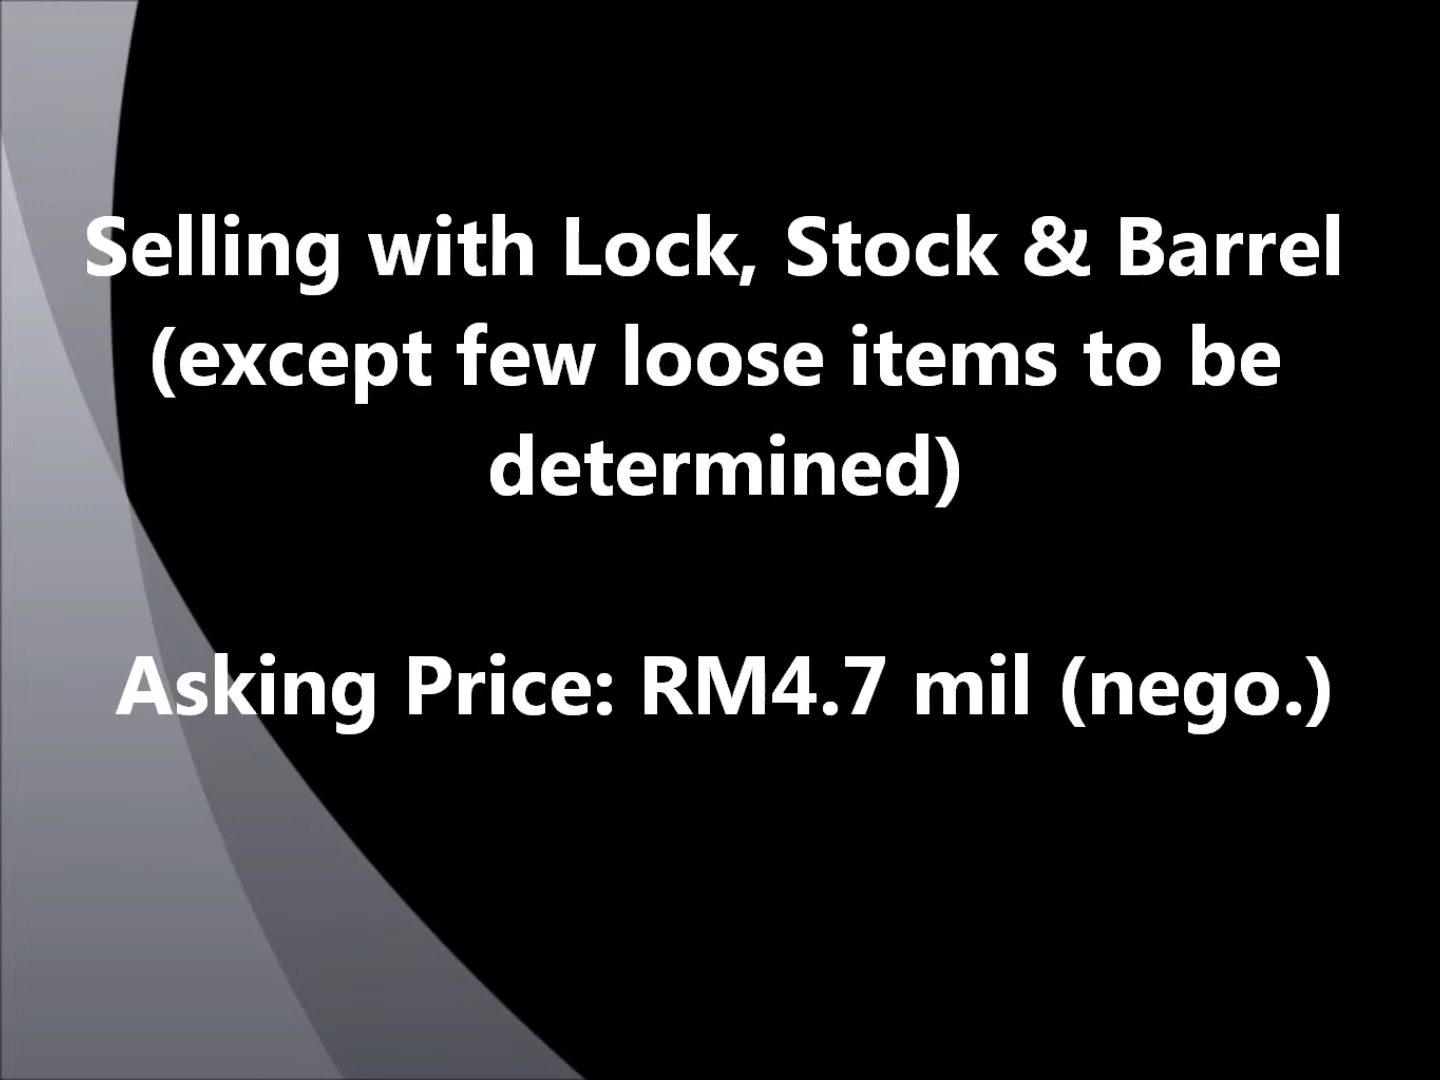 Selling with Lock, Stock & Barrel
(except few loose items to be
determined)
Asking Price: RM4.7 mil (nego.)